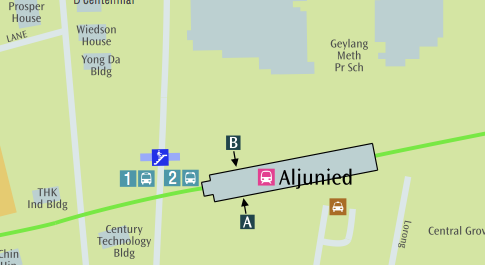 Prosper
House
D'Centennial
LANE
Wiedson
House
Yong Da
Bldg
Geylang
Meth
Pr Sch
B
1
2
Aljunied
A
THK
Ind Bldg
Century
Technology
Bldg
Lorong
Central Grov
Chin